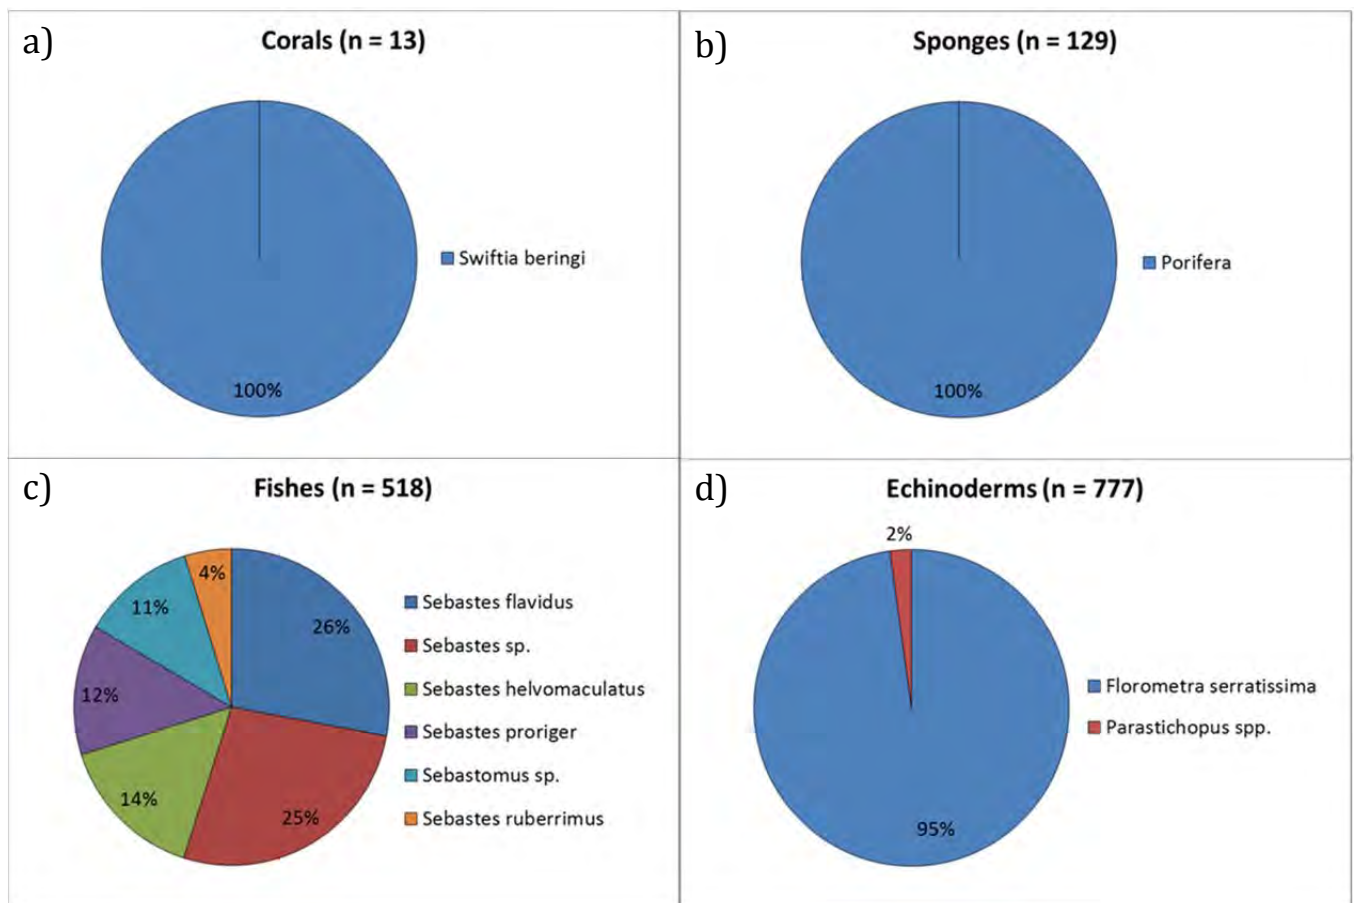 a)
Corals (n = 13)
Swiftia beringi
100%
b)
Sponges (n = 129)
Porifera
100%
c)
Fishes (n = 518)
4%
11%
26%
12%
14%
25%
Sebastes flavidus
Sebastes sp.
Sebastes helvomaculatus
Sebastes proriger
Sebastomus sp.
Sebastes ruberrimus
d)
Echinoderms (n = 777)
2%
95%
Florometra serratissima
Parastichopus spp.